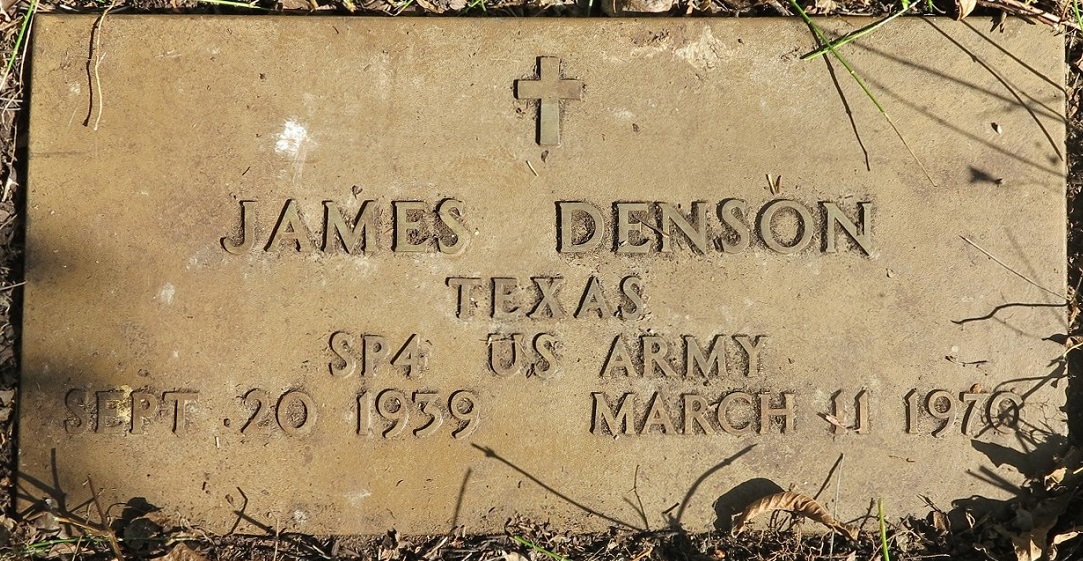 JAMES DENSON
TEXAS
SP4 US ARMY
SEPT 20 1939 MARCH 11 1970